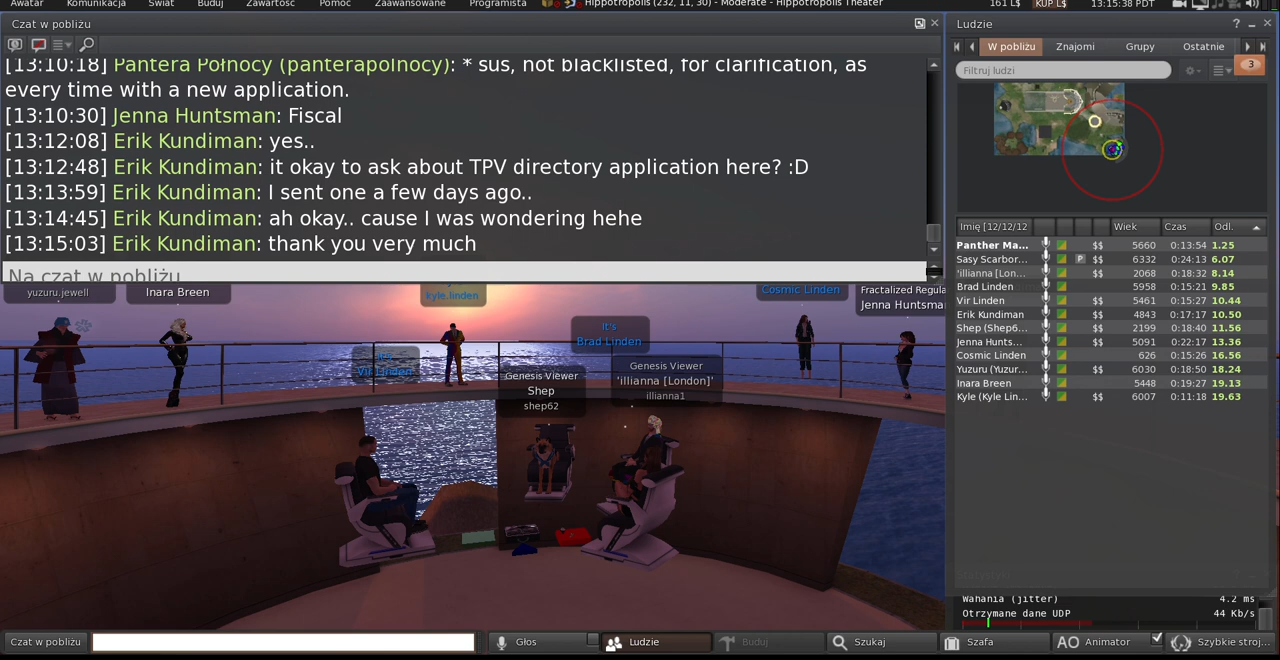 Awatar Komunikacja Świat Buduj Zawartość Pomoc Zaawansowane Programista Hippotropolis (232, 11, 30) - Moderate - Hippotropolis Theater 161 L$ KUP L$ 13:15:38 PDT
Czat w pobliżu
[13:10:18] Pantera Północy (panterapolnocy): * sus, not blacklisted, for clarification, as
every time with a new application.
[13:10:30] Jenna Huntsman: Fiscal
[13:12:08] Erik Kundiman: yes..
[13:12:48] Erik Kundiman: it okay to ask about TPV directory application here? :D
[13:13:59] Erik Kundiman: I sent one a few days ago..
[13:14:45] Erik Kundiman: ah okay.. cause I was wondering hehe
[13:15:03] Erik Kundiman: thank you very much
Na czat w pobliżu
yuzuru.jewell
Inara Breen
kyle.linden
Cosmic Linden
Fractalized Regula
Jenna Huntsma
It's
Brad Linden
Vir Linden
Genesis Viewer
Shep
shep62
Genesis Viewer
'illianna [London]'
illianna1
Ludzie
?
W pobliżu Znajomi Grupy Ostatnie
Filtruj ludzi
3
Imię [12/12/12 Wiek Czas Odl.
Panther Ma... $$ 5660 0:13:54 1.25
Sasy Scarbor... P $$ 6332 0:24:13 6.07
'illianna [Lon... $$ 2068 0:18:32 8.14
Brad Linden 5958 0:15:21 9.85
Vir Linden $$ 5461 0:15:27 10.44
Erik Kundiman $$ 4843 0:17:17 10.50
Shep (Shep6... $$ 2199 0:18:40 11.56
Jenna Hunts... $$ 5091 0:22:17 13.36
Cosmic Linden 626 0:15:26 16.56
Yuzuru (Yuzur... $$ 6030 0:18:50 18.24
Inara Breen 5448 0:19:27 19.13
Kyle (Kyle Lin... $$ 6007 0:11:18 19.63
Statystyki
Wahania (jitter) 4.2 ms
Otrzymane dane UDP 44 Kb/s
Czat w pobliżu Głos Ludzie Buduj Szukaj Szafa AO Animator Szybkie stroj...